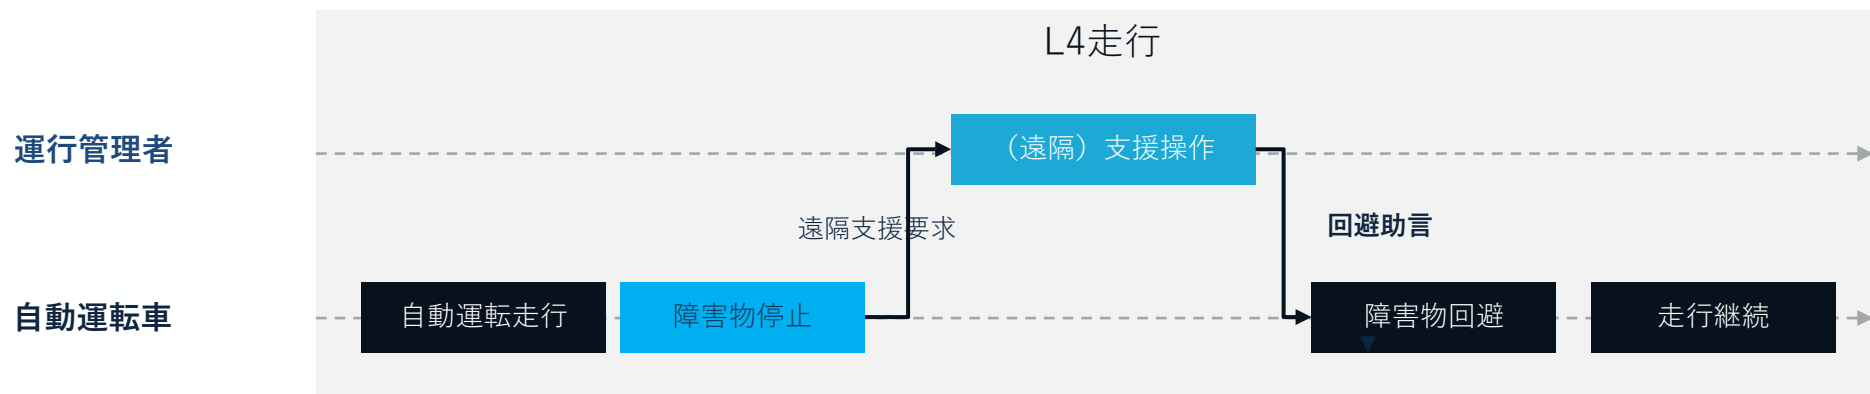 L4走行
運行管理者
（遠隔）支援操作
遠隔支援要求
回避助言
自動運転車
自動運転走行
障害物停止
障害物回避
走行継続